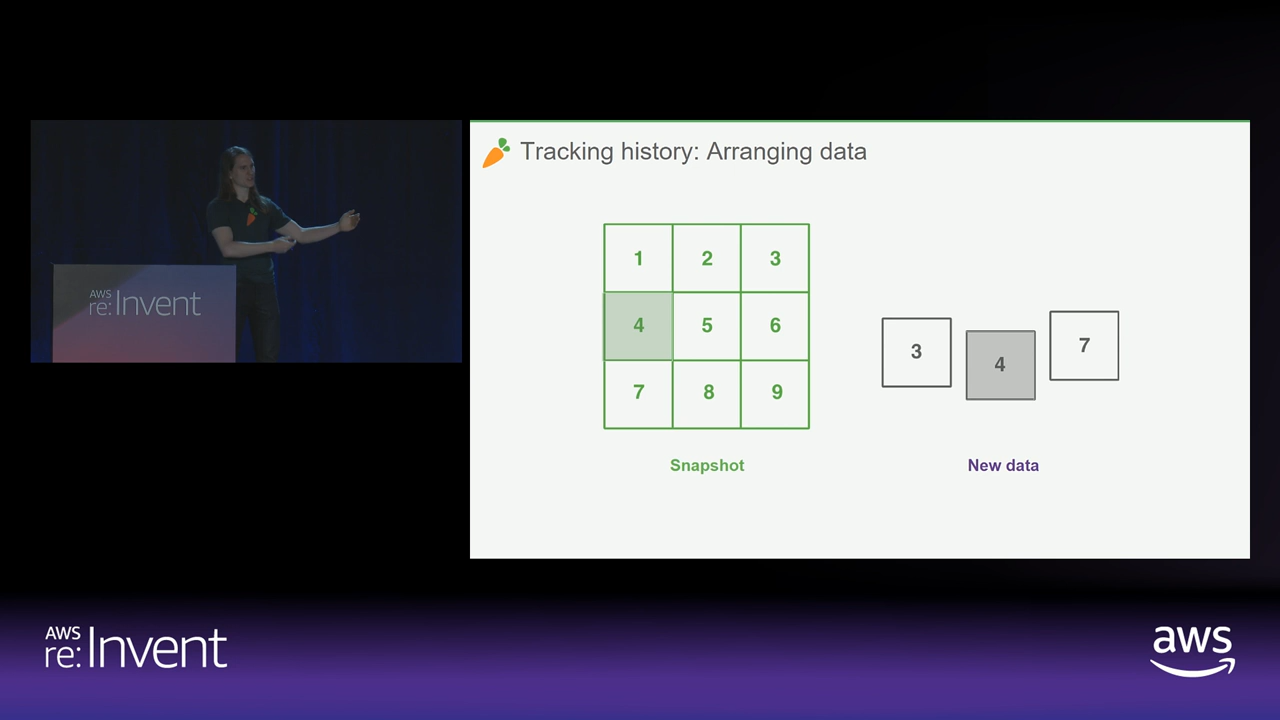 Tracking history: Arranging data
1 2 3
4 5 6
7 8 9
3 4 7
Snapshot
New data
AWS
re:Invent
AWS
re:Invent
aws